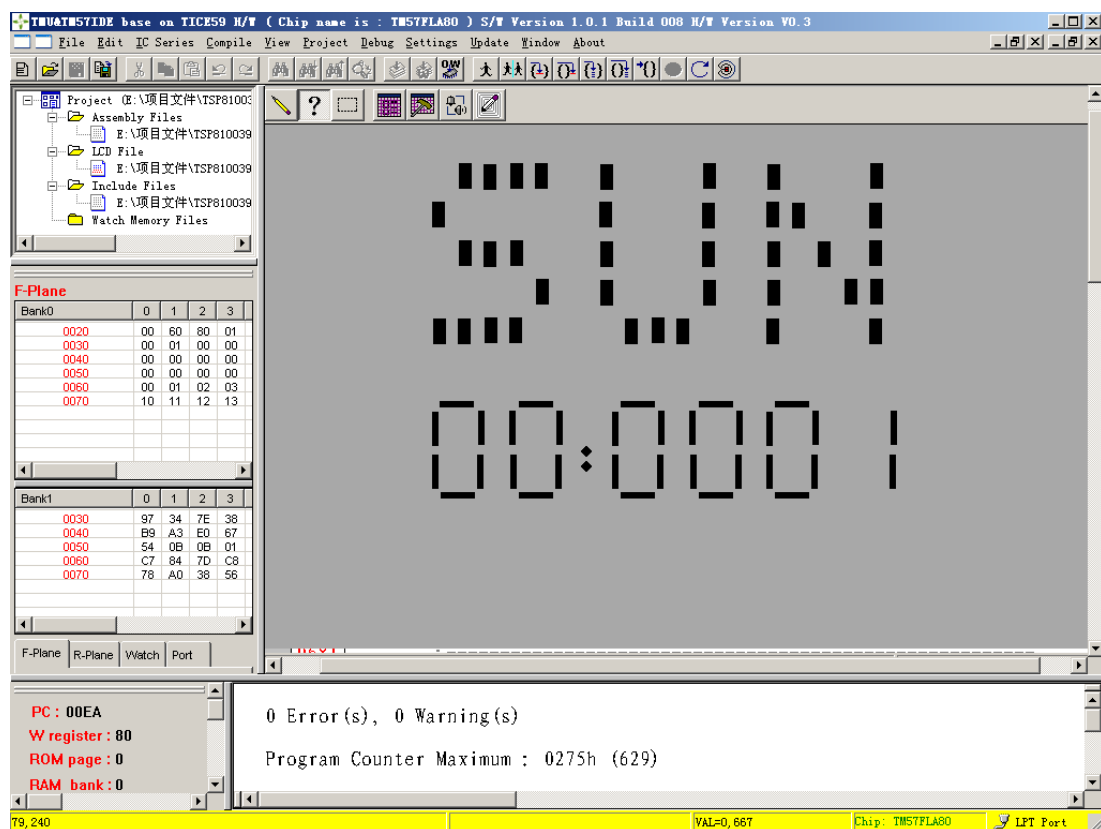 TMU&TM57IDE base on TICE59 H/W ( Chip name is : TM57FLA80 ) S/W Version 1.0.1 Build 008 H/W Version V0.3
File Edit IC Series Compile View Project Debug Settings Update Window About
Project (E:\项目文件\TSP81003
Assembly Files
E:\项目文件\TSP810039
LCD File
E:\项目文件\TSP810039
Include Files
E:\项目文件\TSP810039
Watch Memory Files
SUN
00:0001
F-Plane
Bank0 0 1 2 3
0020 00 60 80 01
0030 00 01 00 00
0040 00 00 00 00
0050 00 00 00 00
0060 00 01 02 03
0070 10 11 12 13
Bank1 0 1 2 3
0030 97 34 7E 38
0040 B9 A3 E0 67
0050 54 0B 0B 01
0060 C7 84 7D C8
0070 78 A0 38 56
F-Plane R-Plane Watch Port
PC : 00EA
W register : 80
ROM page : 0
RAM bank : 0
0 Error(s), 0 Warning(s)
Program Counter Maximum : 0275h (629)
79,240 VAL=0,667 Chip: TM57FLA80 LPT Port